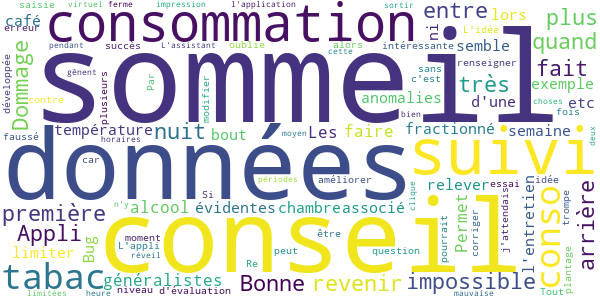 saisie virtuel ferme impression l'application sortir
café consommation entre lors plus
erreur succès L'assistant oublie alors intéressante L'idée quand
pendant cette ni semble
Dommage sommeil sans renseigner fait
développée plusieurs gênent Par modifier c'est très exemple
contre anomalies d'une etc choses
faussé température nuit bout Les faire fractionné semaine fois
horaires car moyen bien deux
données suivi
périodes améliorer clique relever essai idée
Si associé
première n'y alcool évidentes chambre Permet corriger j'attendais l'entretien conso trompe arrière
Appli Bug moment être pourrait
limiter L'appli réveil conseil peut question impossible plantage
tabac généralistes Re Bonne revenir
limitées heure niveau d'évaluation mauvaise Tout